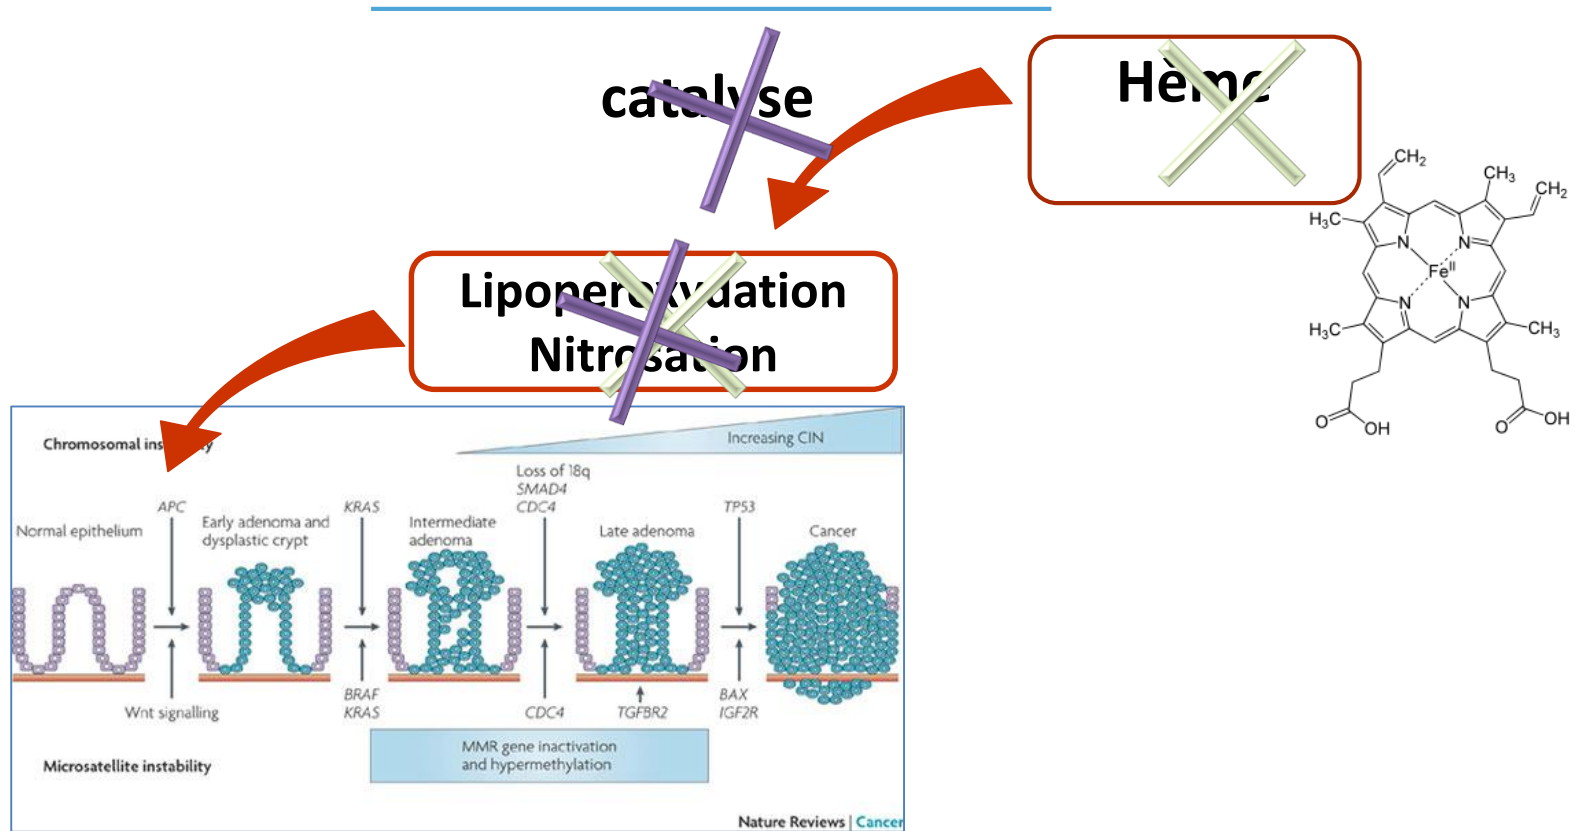 catalyse
Hème
Lipoperoxydation
Nitrosation
CH₂
CH₃
CH₂
H₃C
N
N
Feᴵᴵ
N
N
H₃C
CH₃
O
OH
O
OH
Chromosomal instability
Increasing CIN
Loss of 18q
SMAD4
CDC4
APC
KRAS
TP53
Normal epithelium
Early adenoma and
dysplastic crypt
Intermediate
adenoma
Late adenoma
Cancer
Wnt signalling
BRAF
KRAS
CDC4
TGFBR2
BAX
IGF2R
MMR gene inactivation
and hypermethylation
Microsatellite instability
Nature Reviews | Cancer